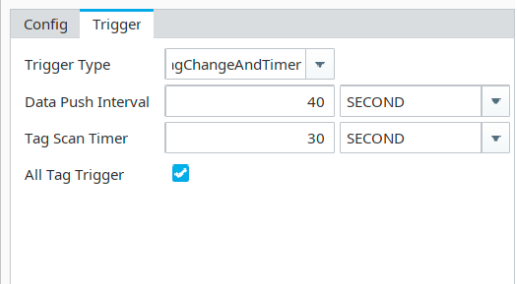 Config Trigger
Trigger Type ıgChangeAndTimer
Data Push Interval 40 SECOND
Tag Scan Timer 30 SECOND
All Tag Trigger